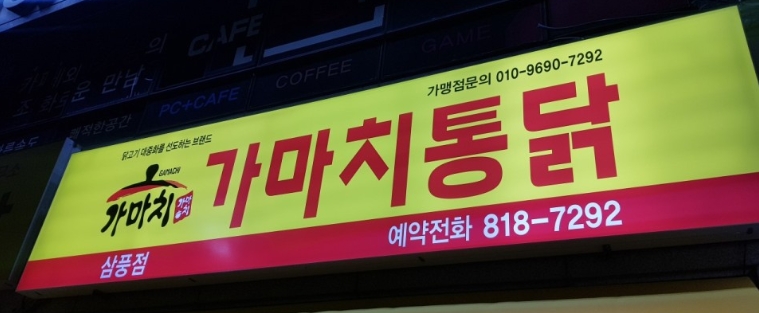 CAFE
COFFEE
GAME
PC+CAFE
가맹점문의 010-9690-7292
닭고기 대중화를 선도하는 브랜드
GAMACHI
가마치
가마치통닭
삼풍점
예약전화 818-7292